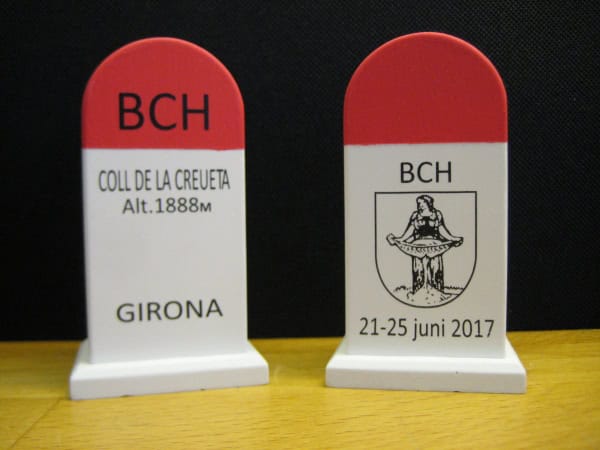 BCH
COLL DE LA CREUETA
Alt.1888м
GIRONA
BCH
21-25 juni 2017